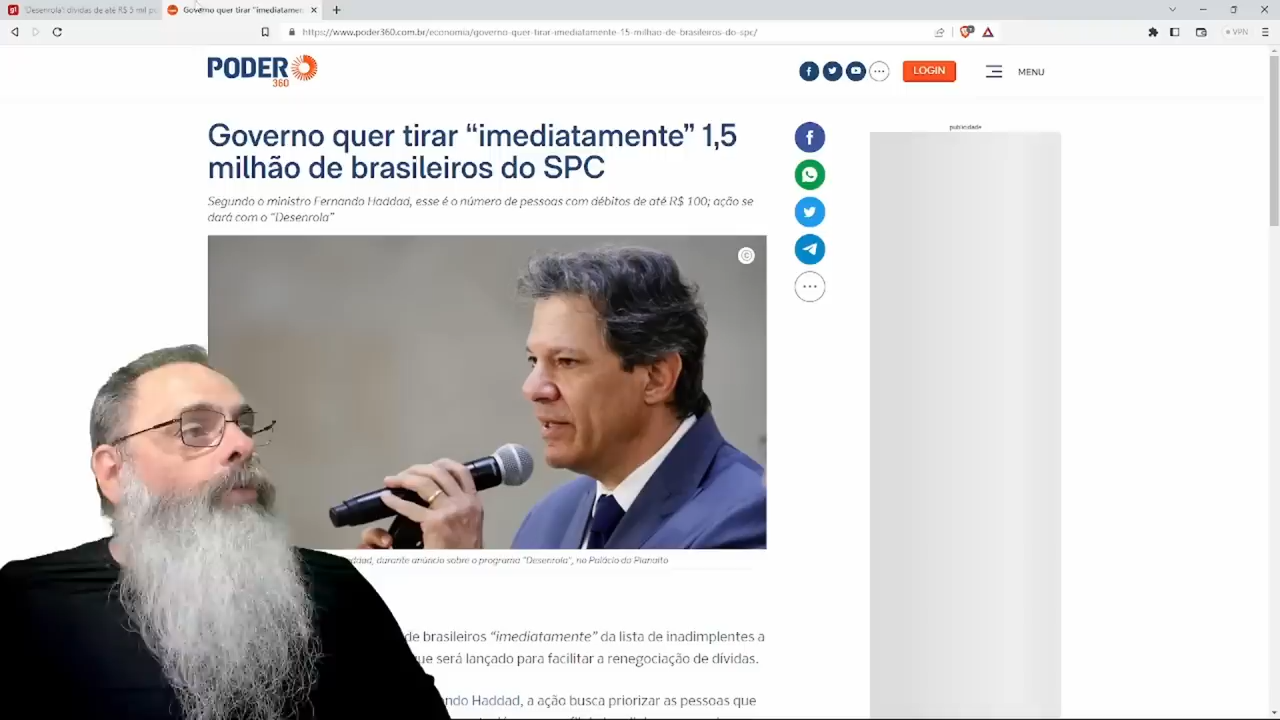 g1
'Desenrola': dívidas de até R$ 5 mil p
Governo quer tirar "imediatamen
https://www.poder360.com.br/economia/governo-quer-tirar-imediatamente-15-milhao-de-brasileiros-do-spc/
VPN
PODER
360
LOGIN
MENU
publicidade
Governo quer tirar “imediatamente” 1,5
milhão de brasileiros do SPC
Segundo o ministro Fernando Haddad, esse é o número de pessoas com débitos de até R$ 100; ação se
dará com o “Desenrola”
©
ddad, durante anúncio sobre o programa "Desenrola", no Palácio do Planalto
de brasileiros “imediatamente” da lista de inadimplentes a
que será lançado para facilitar a renegociação de dívidas.
ndo Haddad, a ação busca priorizar as pessoas que